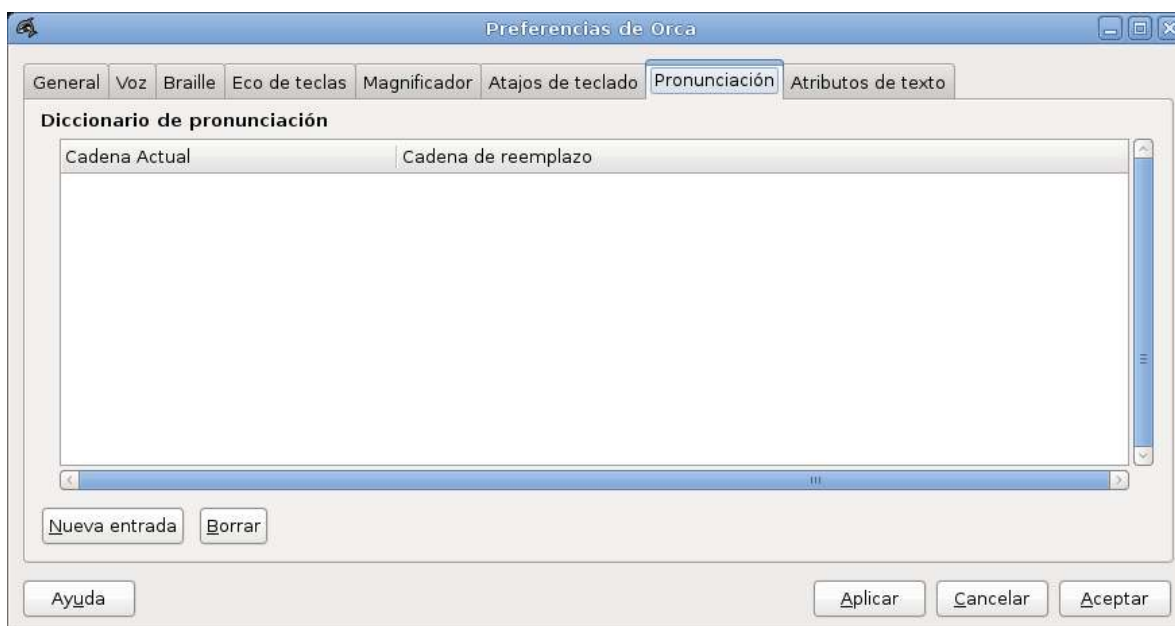 Preferencias de Orca
General Voz Braille Eco de teclas Magnificador Atajos de teclado Pronunciación Atributos de texto
Diccionario de pronunciación
Cadena Actual Cadena de reemplazo
Nueva entrada Borrar
Ayuda Aplicar Cancelar Aceptar